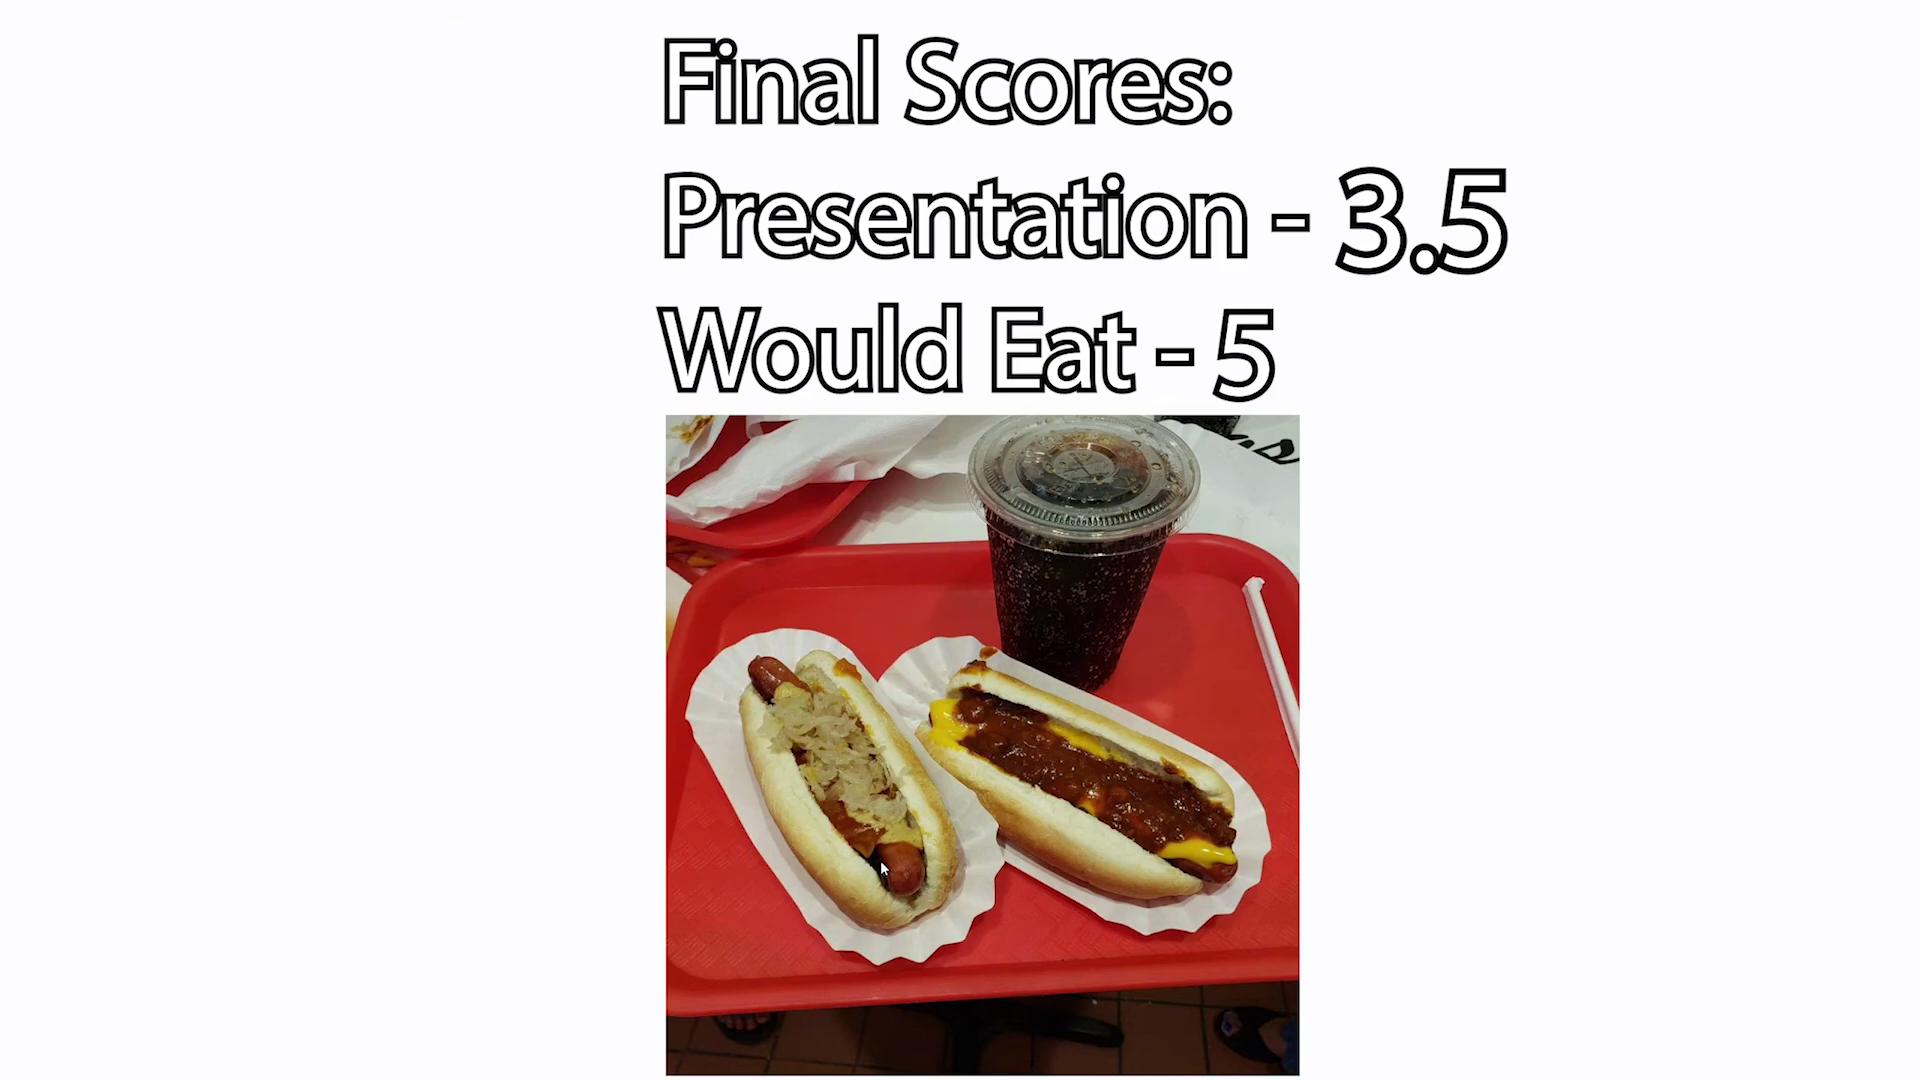 Final Scores:
Presentation - 3.5
Would Eat - 5